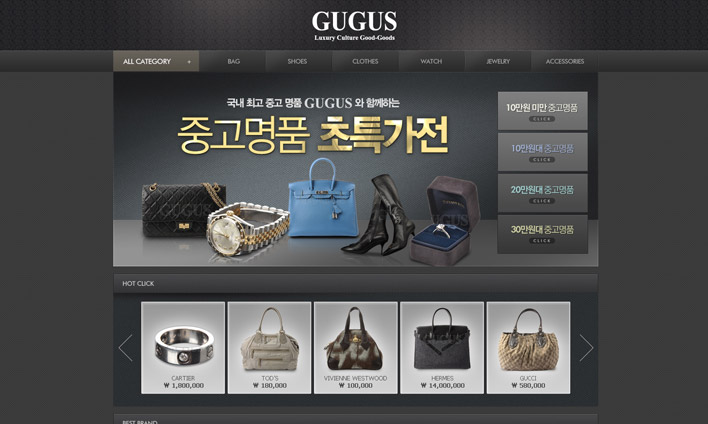 GUGUS
Luxury Culture Good-Goods
ALL CATEGORY +
BAG
SHOES
CLOTHES
WATCH
JEWELRY
ACCESSORIES
국내 최고 중고 명품 GUGUS 와 함께하는
중고명품 초특가전
10만원 미만 중고명품
CLICK
10만원대 중고명품
CLICK
20만원대 중고명품
CLICK
30만원대 중고명품
CLICK
GUGUS
GUGUS
HOT CLICK
CARTIER
₩ 1,800,000
TOD'S
₩ 180,000
VIVIENNE WESTWOOD
₩ 100,000
HERMES
₩ 14,000,000
GUCCI
₩ 580,000
BEST BRAND